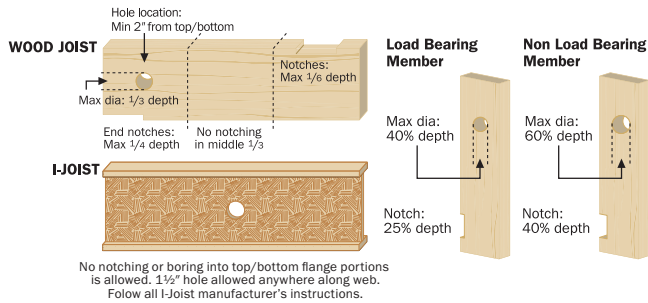 Hole location:
Min 2" from top/bottom
WOOD JOIST
Notches:
Max 1/6 depth
Max dia: 1/3 depth
End notches:
Max 1/4 depth
No notching
in middle 1/3
I-JOIST
No notching or boring into top/bottom flange portions
is allowed. 1½" hole allowed anywhere along web.
Folow all I-Joist manufacturer's instructions.
Load Bearing
Member
Max dia:
40% depth
Notch:
25% depth
Non Load Bearing
Member
Max dia:
60% depth
Notch:
40% depth